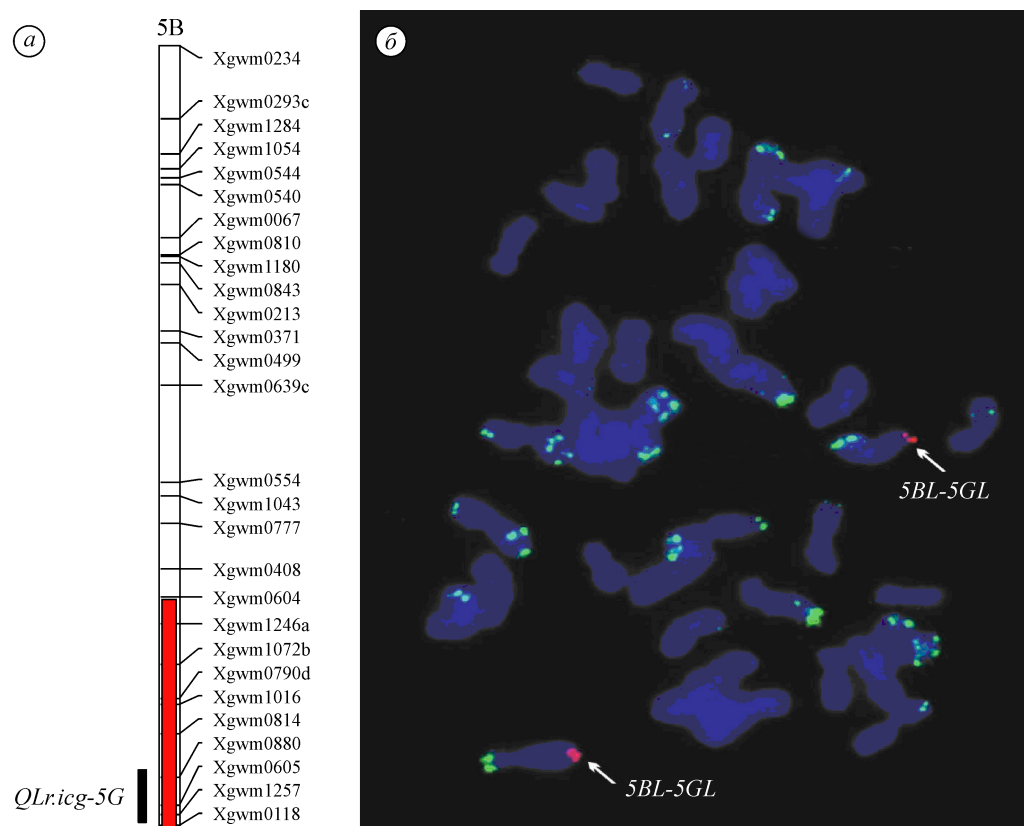 а
5B
Xgwm0234
Xgwm0293c
Xgwm1284
Xgwm1054
Xgwm0544
Xgwm0540
Xgwm0067
Xgwm0810
Xgwm1180
Xgwm0843
Xgwm0213
Xgwm0371
Xgwm0499
Xgwm0639c
Xgwm0554
Xgwm1043
Xgwm0777
Xgwm0408
Xgwm0604
Xgwm1246a
Xgwm1072b
Xgwm0790d
Xgwm1016
Xgwm0814
Xgwm0880
Xgwm0605
Xgwm1257
Xgwm0118
QLr.icg-5G
б
5BL-5GL
5BL-5GL